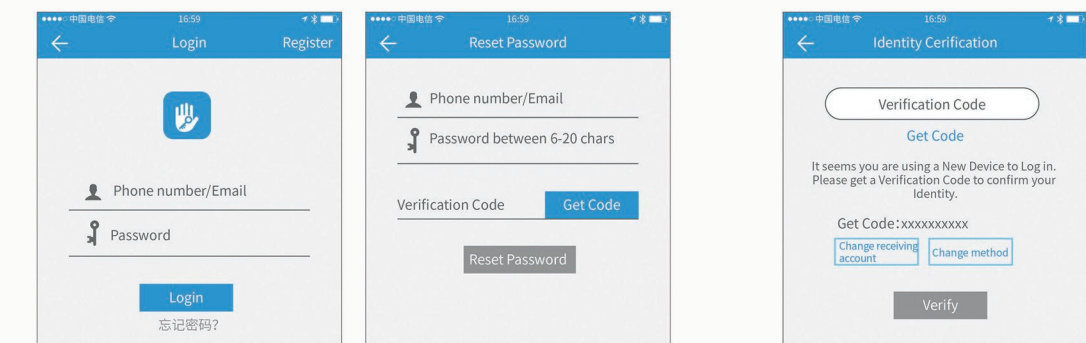 中国电信 16:59
Login Register
Phone number/Email
Password
Login
忘记密码?
中国电信 16:59
Reset Password
Phone number/Email
Password between 6-20 chars
Verification Code Get Code
Reset Password
中国电信 16:59
Identity Cerification
Verification Code
Get Code
It seems you are using a New Device to Log in.
Please get a Verification Code to confirm your
Identity.
Get Code:xxxxxxxxxx
Change receiving
account
Change method
Verify